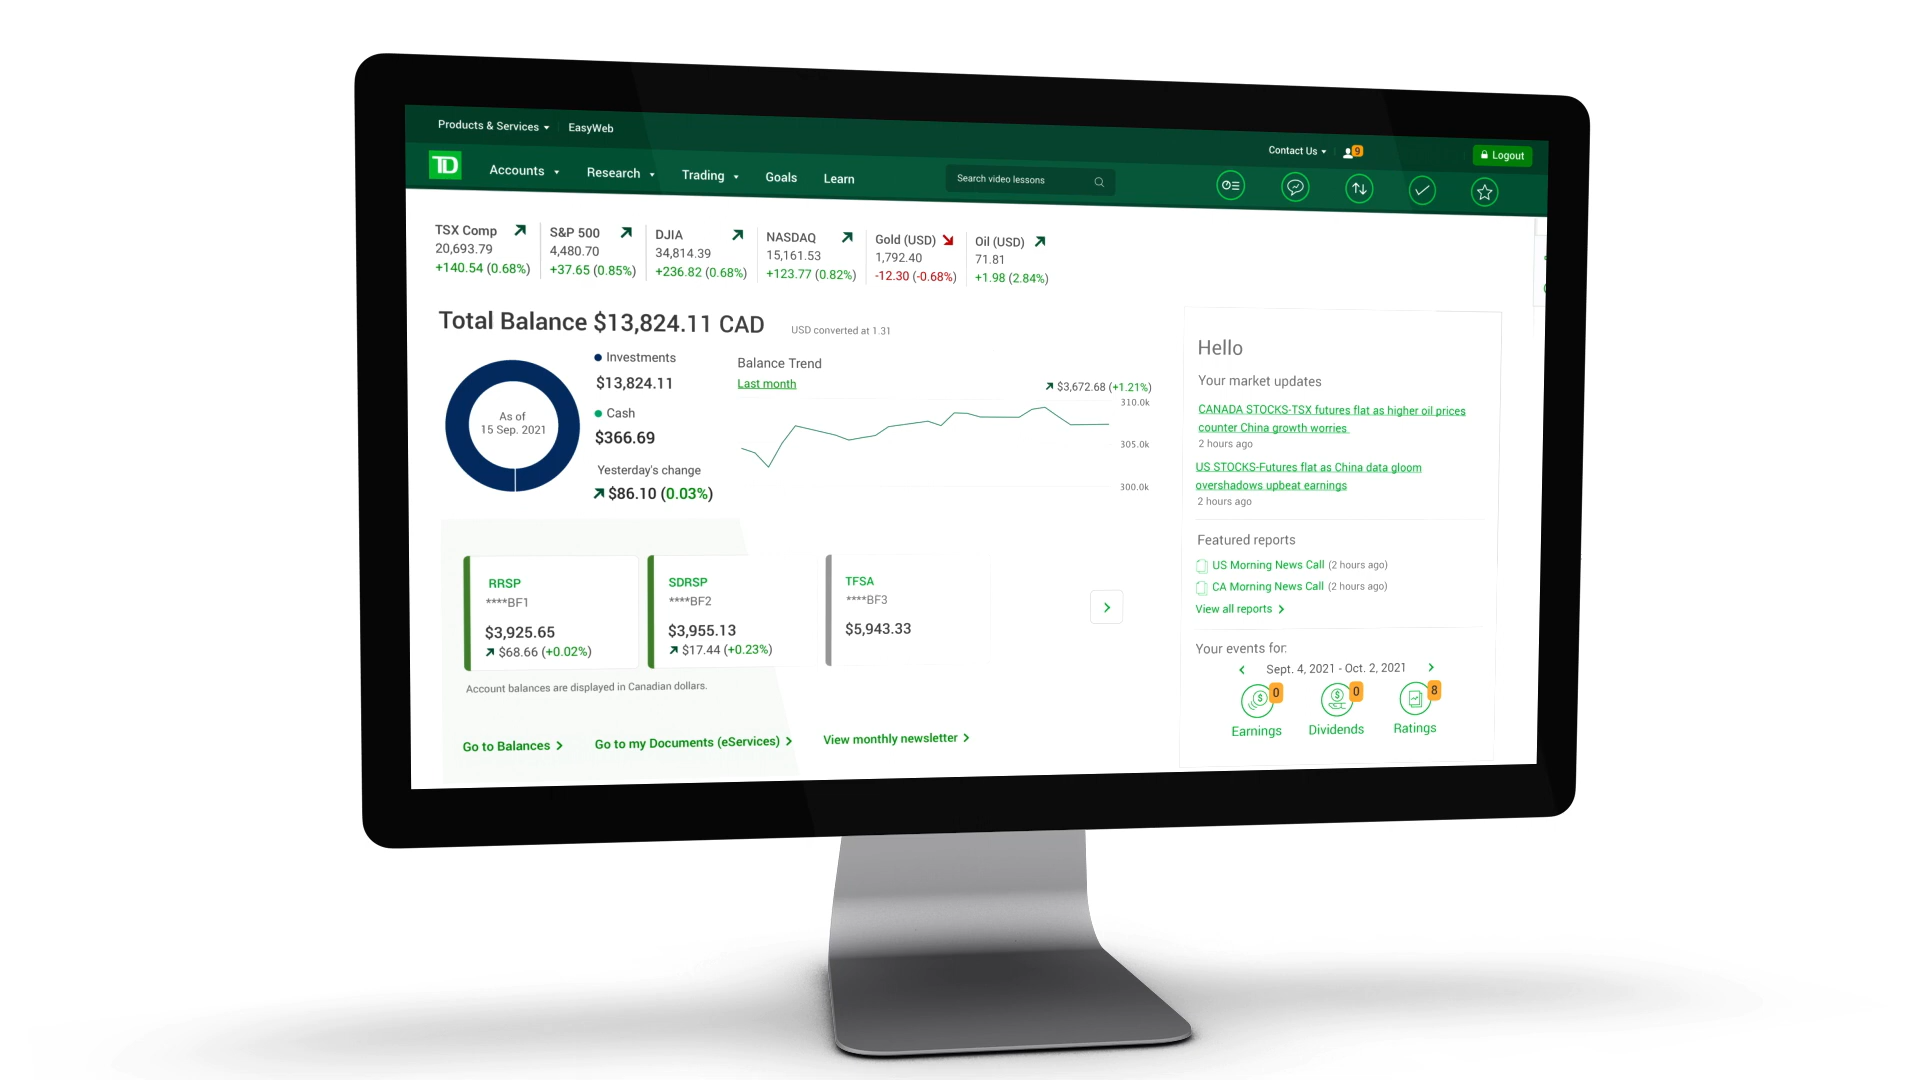 Products & Services
EasyWeb
Contact Us
9
Logout
TD
Accounts
Research
Trading
Goals
Learn
Search video lessons
TSX Comp
20,693.79
+140.54 (0.68%)
S&P 500
4,480.70
+37.65 (0.85%)
DJIA
34,814.39
+236.82 (0.68%)
NASDAQ
15,161.53
+123.77 (0.82%)
Gold (USD)
1,792.40
-12.30 (-0.68%)
Oil (USD)
71.81
+1.98 (2.84%)
Total Balance $13,824.11 CAD
USD converted at 1.31
As of
15 Sep. 2021
Investments
$13,824.11
Cash
$366.69
Yesterday's change
$86.10 (0.03%)
Balance Trend
Last month
$3,672.68 (+1.21%)
310.0k
305.0k
300.0k
RRSP
****BF1
$3,925.65
$68.66 (+0.02%)
SDRSP
****BF2
$3,955.13
$17.44 (+0.23%)
TFSA
****BF3
$5,943.33
Account balances are displayed in Canadian dollars.
Go to Balances
Go to my Documents (eServices)
View monthly newsletter
Hello
Your market updates
CANADA STOCKS-TSX futures flat as higher oil prices
counter China growth worries
2 hours ago
US STOCKS-Futures flat as China data gloom
overshadows upbeat earnings
2 hours ago
Featured reports
US Morning News Call (2 hours ago)
CA Morning News Call (2 hours ago)
View all reports
Your events for:
Sept. 4, 2021 - Oct. 2, 2021
0
Earnings
0
Dividends
8
Ratings